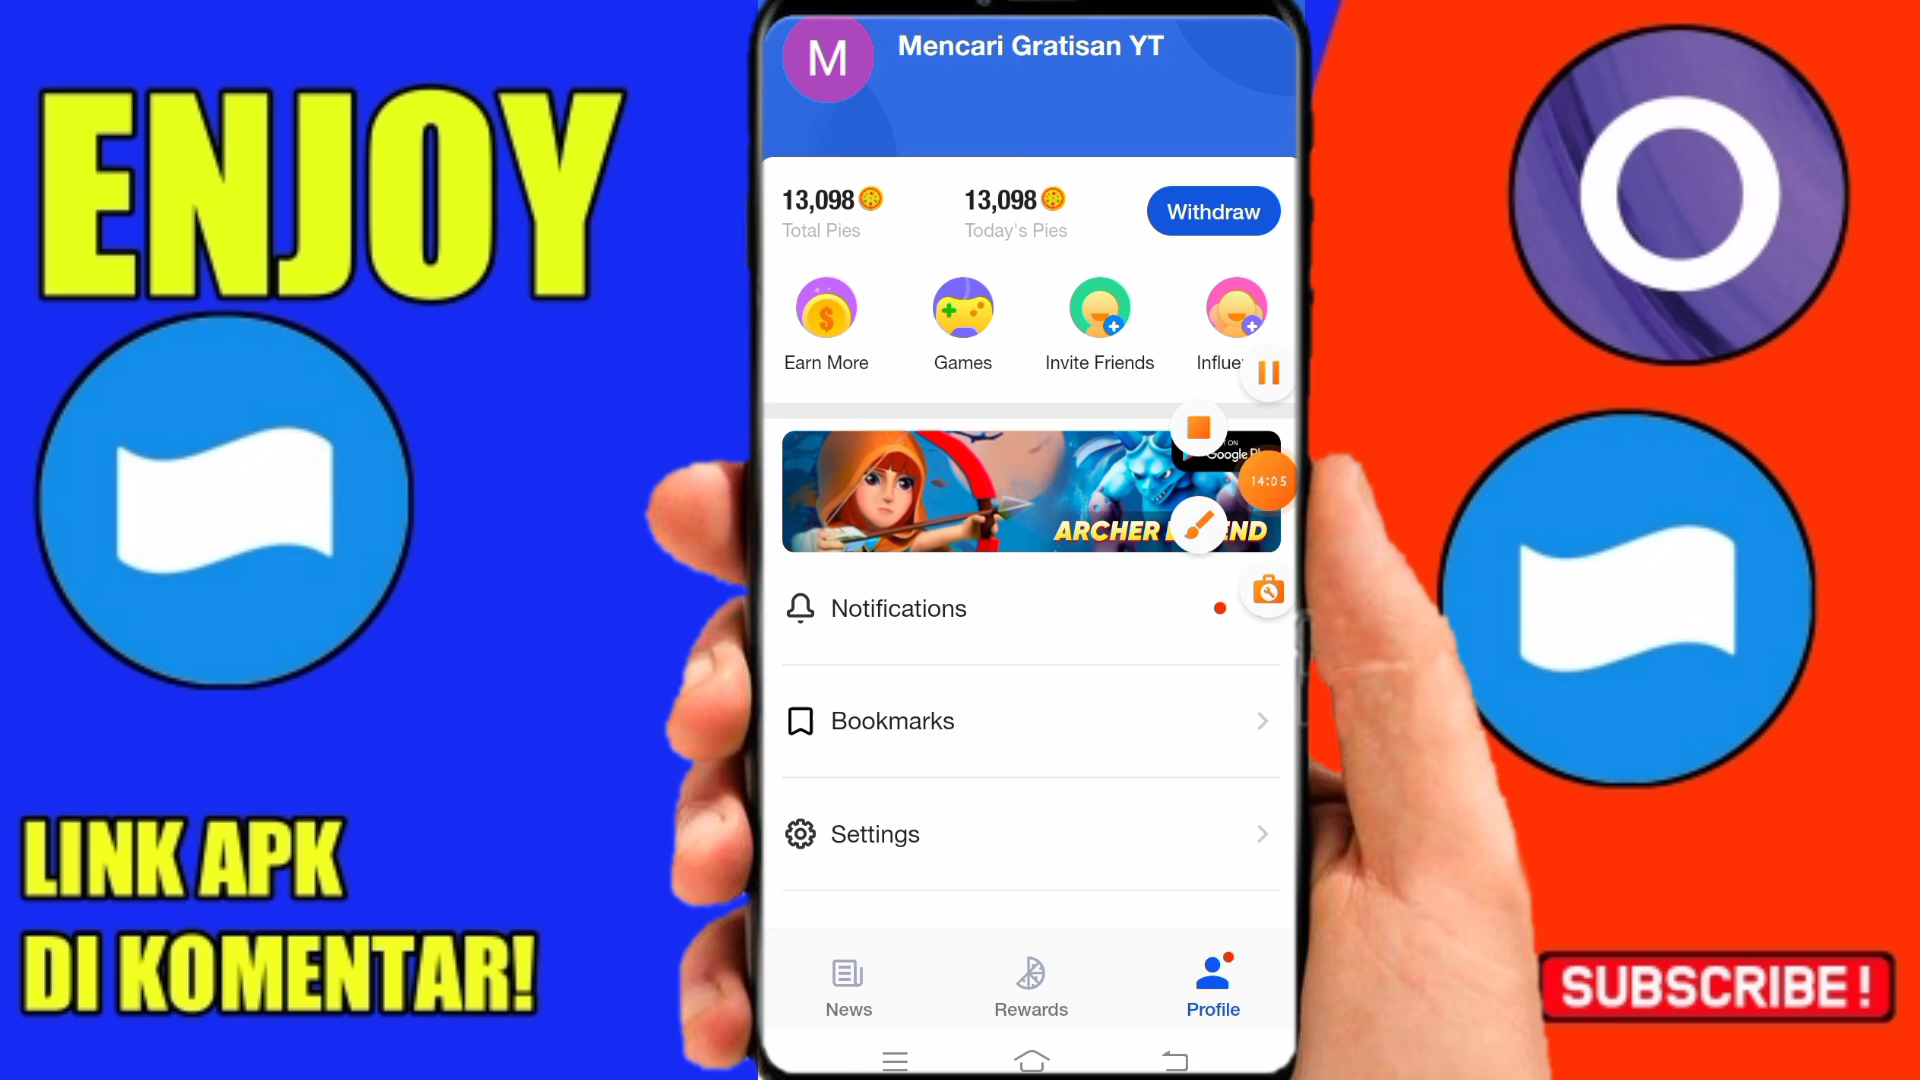 ENJOY
LINK APK
DI KOMENTAR!
M
Mencari Gratisan YT
13,098
13,098
Total Pies
Today's Pies
Withdraw
Earn More
Games
Invite Friends
14:05
ARCHER
Notifications
Bookmarks
Settings
News
Rewards
Profile
SUBSCRIBE !